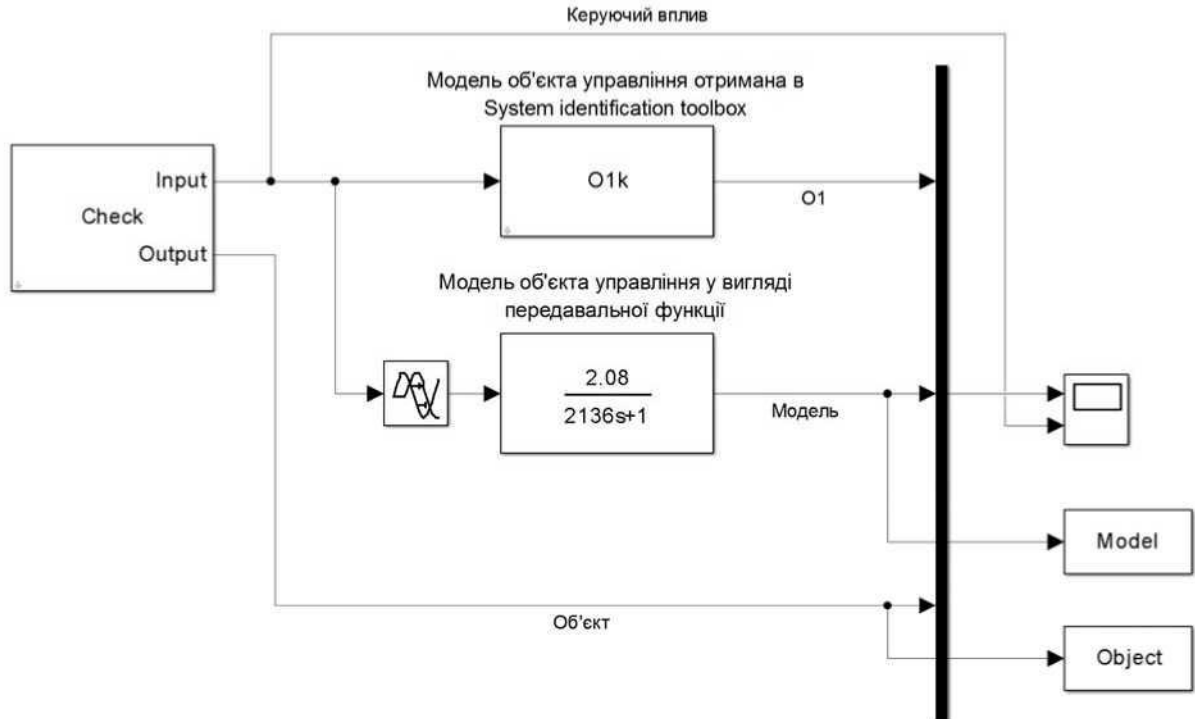 Керуючий вплив
Модель об'єкта управління отримана в
System identification toolbox
Input
Check
Output
O1k
O1
Модель об'єкта управління у вигляді
передавальної функції
2.08
2136s+1
Модель
Model
Об'єкт
Object